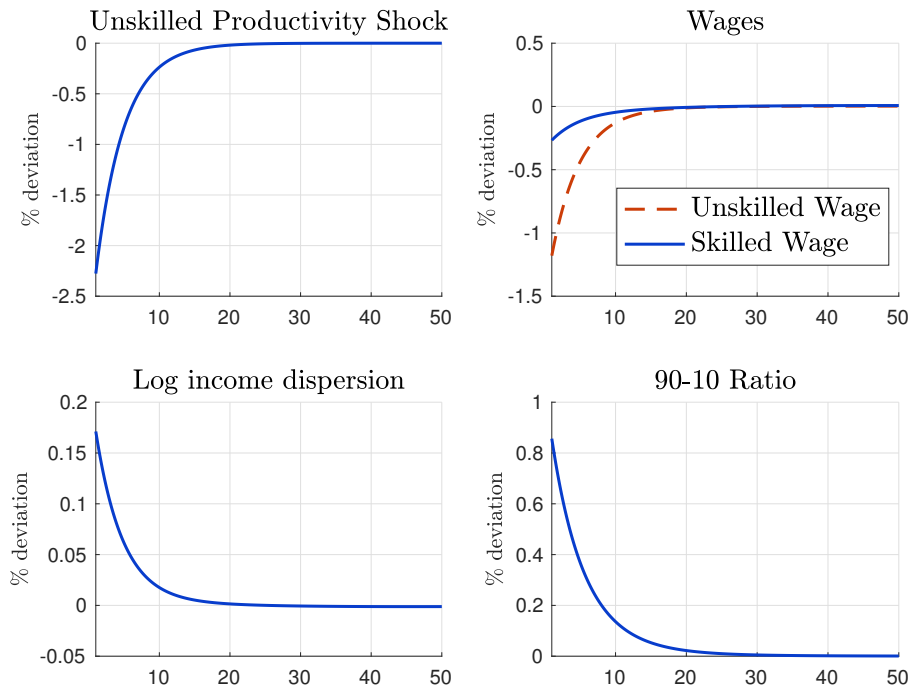 Unskilled Productivity Shock
% deviation
0
-0.5
-1
-1.5
-2
-2.5
10 20 30 40 50
Wages
% deviation
0.5
0
-0.5
-1
-1.5
Unskilled Wage
Skilled Wage
10 20 30 40 50
Log income dispersion
% deviation
0.2
0.15
0.1
0.05
0
-0.05
10 20 30 40 50
90-10 Ratio
% deviation
1
0.8
0.6
0.4
0.2
0
10 20 30 40 50